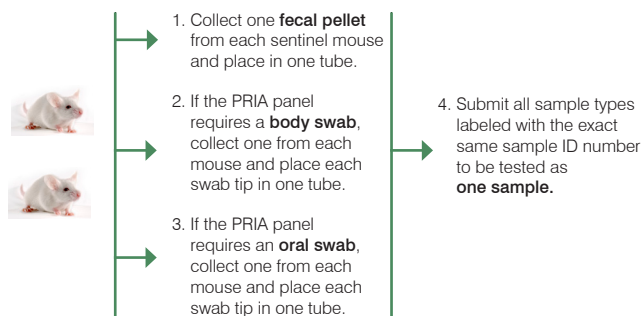 1. Collect one fecal pellet
from each sentinel mouse
and place in one tube.
2. If the PRIA panel
requires a body swab,
collect one from each
mouse and place each
swab tip in one tube.
3. If the PRIA panel
requires an oral swab,
collect one from each
mouse and place each
swab tip in one tube.
4. Submit all sample types
labeled with the exact
same sample ID number
to be tested as
one sample.